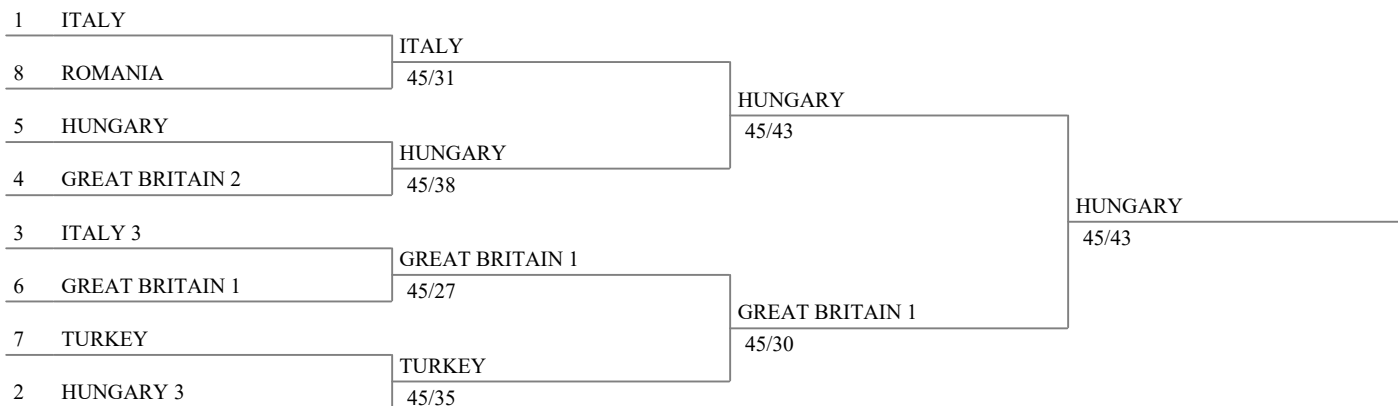 1 ITALY
ITALY
8 ROMANIA
45/31
HUNGARY
5 HUNGARY
45/43
HUNGARY
4 GREAT BRITAIN 2
45/38
HUNGARY
3 ITALY 3
45/43
GREAT BRITAIN 1
6 GREAT BRITAIN 1
45/27
GREAT BRITAIN 1
7 TURKEY
45/30
TURKEY
2 HUNGARY 3
45/35